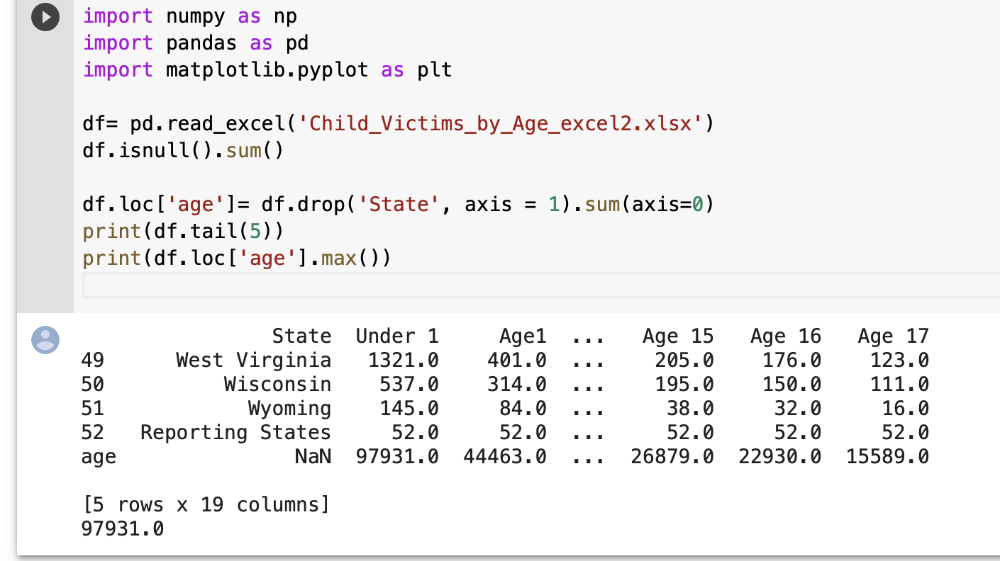 import numpy as np
import pandas as pd
import matplotlib.pyplot as plt
df= pd.read_excel('Child_Victims_by_Age_excel2.xlsx')
df.isnull().sum()
df.loc['age']= df.drop('State', axis = 1).sum(axis=0)
print(df.tail(5))
print(df.loc['age'].max())
State Under 1 Age1 ... Age 15 Age 16 Age 17
49 West Virginia 1321.0 401.0 ... 205.0 176.0 123.0
50 Wisconsin 537.0 314.0 ... 195.0 150.0 111.0
51 Wyoming 145.0 84.0 ... 38.0 32.0 16.0
52 Reporting States 52.0 52.0 ... 52.0 52.0 52.0
age NaN 97931.0 44463.0 ... 26879.0 22930.0 15589.0
[5 rows x 19 columns]
97931.0